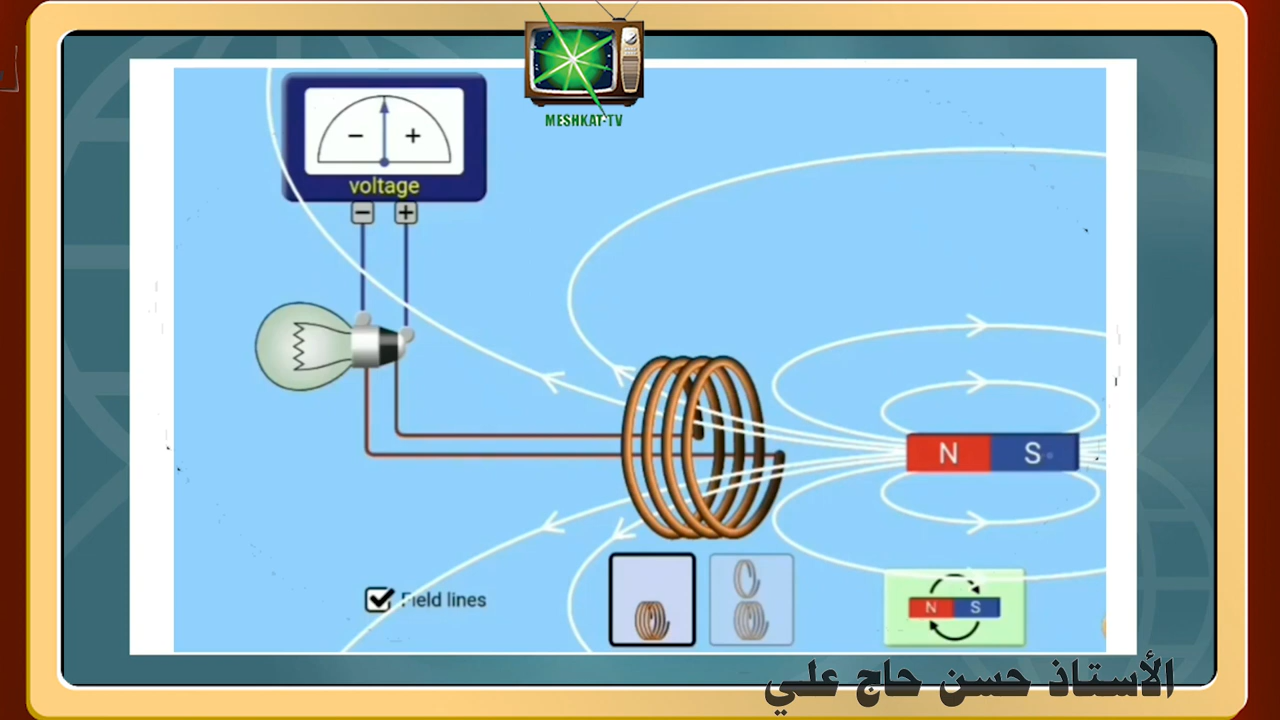 MESHKAT-TV
− +
voltage
− +
N S
Field lines
N S
الأستاذ حسن حاج علي